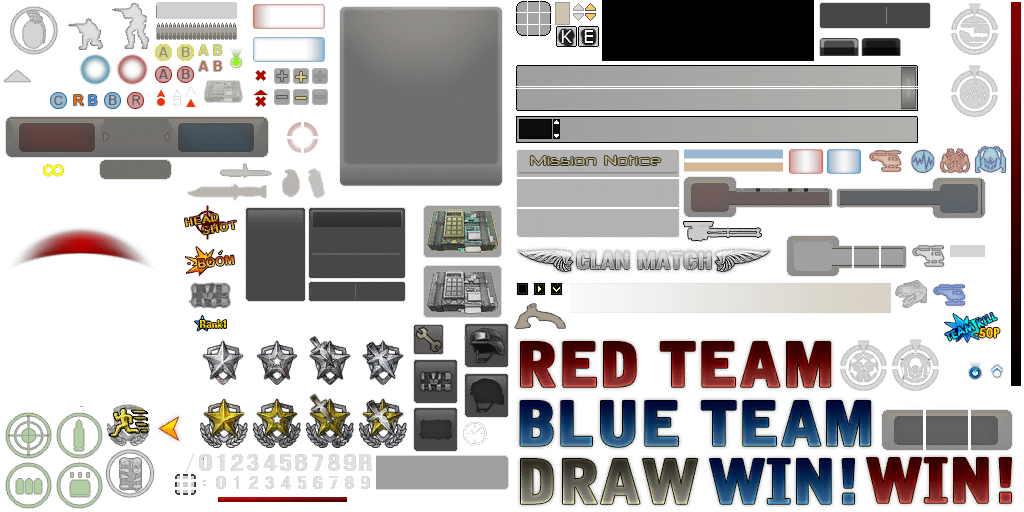 A B A B
A B A B
C R B B R
K E
Mission Notice
HEAD SHOT
BOOM
Rank!
CLAN MATCH
TEAM KILL
-50P
RED TEAM
BLUE TEAM
DRAW WIN! WIN!
/0123456789R
: 0123456789